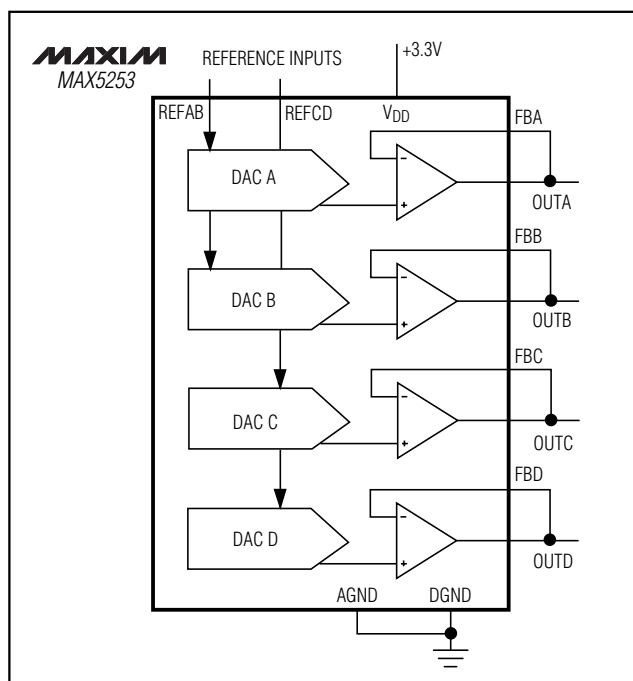 MAXIM
MAX5253
REFERENCE INPUTS
+3.3V
REFAB
REFCD
VDD
FBA
DAC A
-
+
OUTA
FBB
DAC B
-
+
OUTB
FBC
DAC C
-
+
OUTC
FBD
DAC D
-
+
OUTD
AGND
DGND